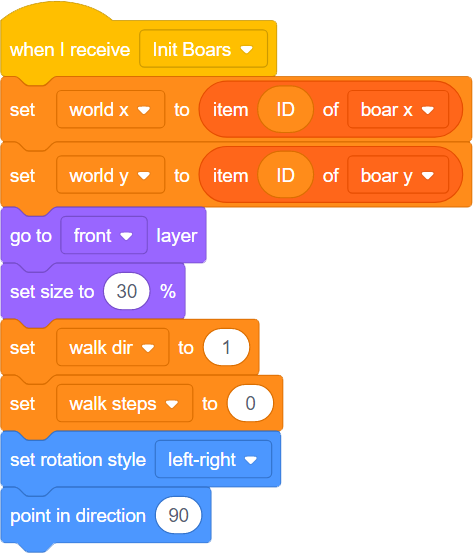 when I receive Init Boars
set world x to item ID of boar x
set world y to item ID of boar y
go to front layer
set size to 30 %
set walk dir to 1
set walk steps to 0
set rotation style left-right
point in direction 90